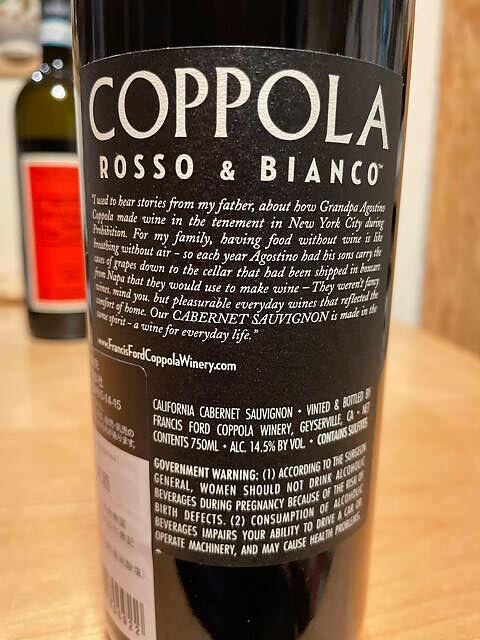 COPPOLA
ROSSO & BIANCO™
"I used to hear stories from my father, about how Grandpa Agostino
Coppola made wine in the tenement in New York City during
Prohibition. For my family, having food without wine is like
breathing without air – so each year Agostino had his sons carry the
cases of grapes down to the cellar that had been shipped in boxcars
from Napa that they would use to make wine – They weren't fancy
wines, mind you, but pleasurable everyday wines that reflected the
comfort of home. Our CABERNET SAUVIGNON is made in the
same spirit – a wine for everyday life."
www.FrancisFordCoppolaWinery.com
CALIFORNIA CABERNET SAUVIGNON • VINTED & BOTTLED BY
FRANCIS FORD COPPOLA WINERY, GEYSERVILLE, CA • NET
CONTENTS 750ML • ALC. 14.5% BY VOL. • CONTAINS SULFITES
GOVERNMENT WARNING: (1) ACCORDING TO THE SURGEON
GENERAL, WOMEN SHOULD NOT DRINK ALCOHOLIC
BEVERAGES DURING PREGNANCY BECAUSE OF THE RISK OF
BIRTH DEFECTS. (2) CONSUMPTION OF ALCOHOLIC
BEVERAGES IMPAIRS YOUR ABILITY TO DRIVE A CAR OR
OPERATE MACHINERY, AND MAY CAUSE HEALTH PROBLEMS.